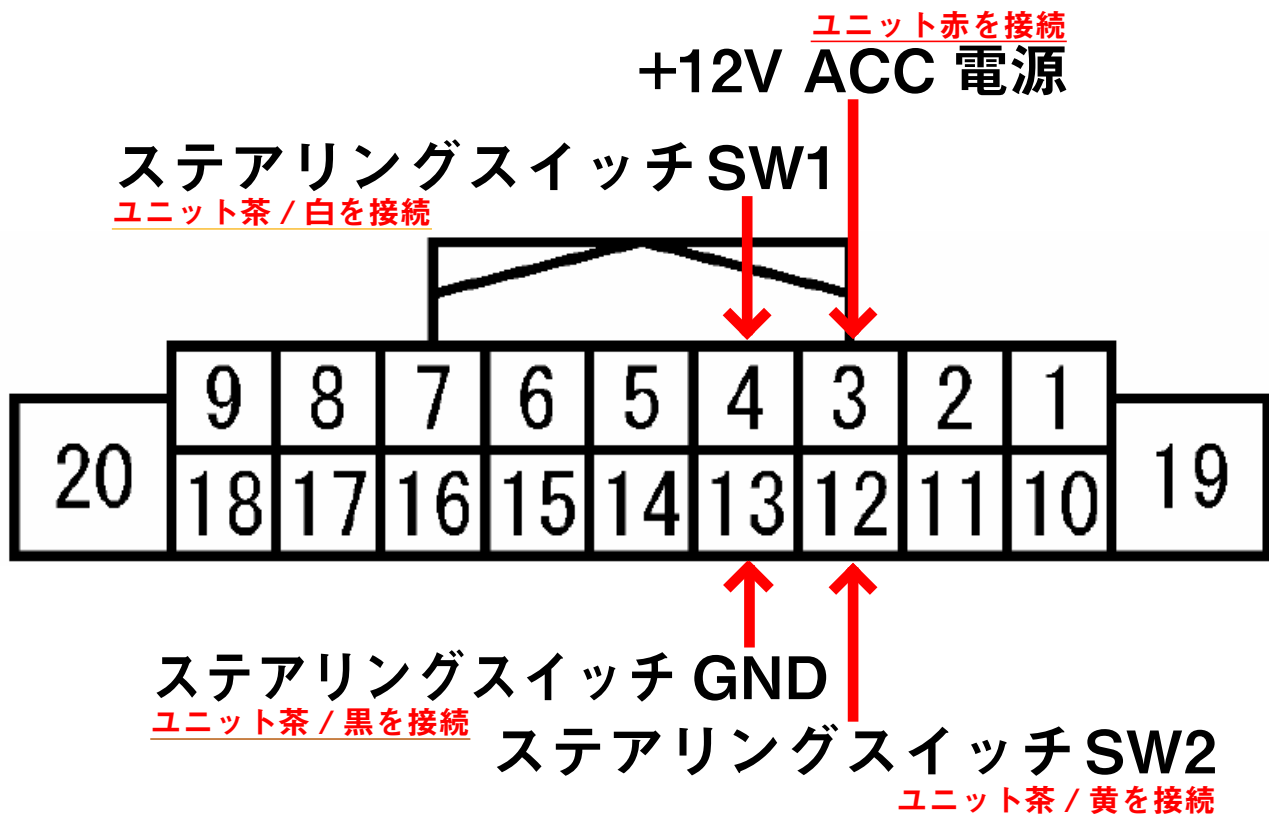 ユニット赤を接続
+12V ACC 電源
ステアリングスイッチSW1
ユニット茶 / 白を接続
9 8 7 6 5 4 3 2 1
20 18 17 16 15 14 13 12 11 10 19
ステアリングスイッチ GND
ユニット茶 / 黒を接続
ステアリングスイッチSW2
ユニット茶 / 黄を接続